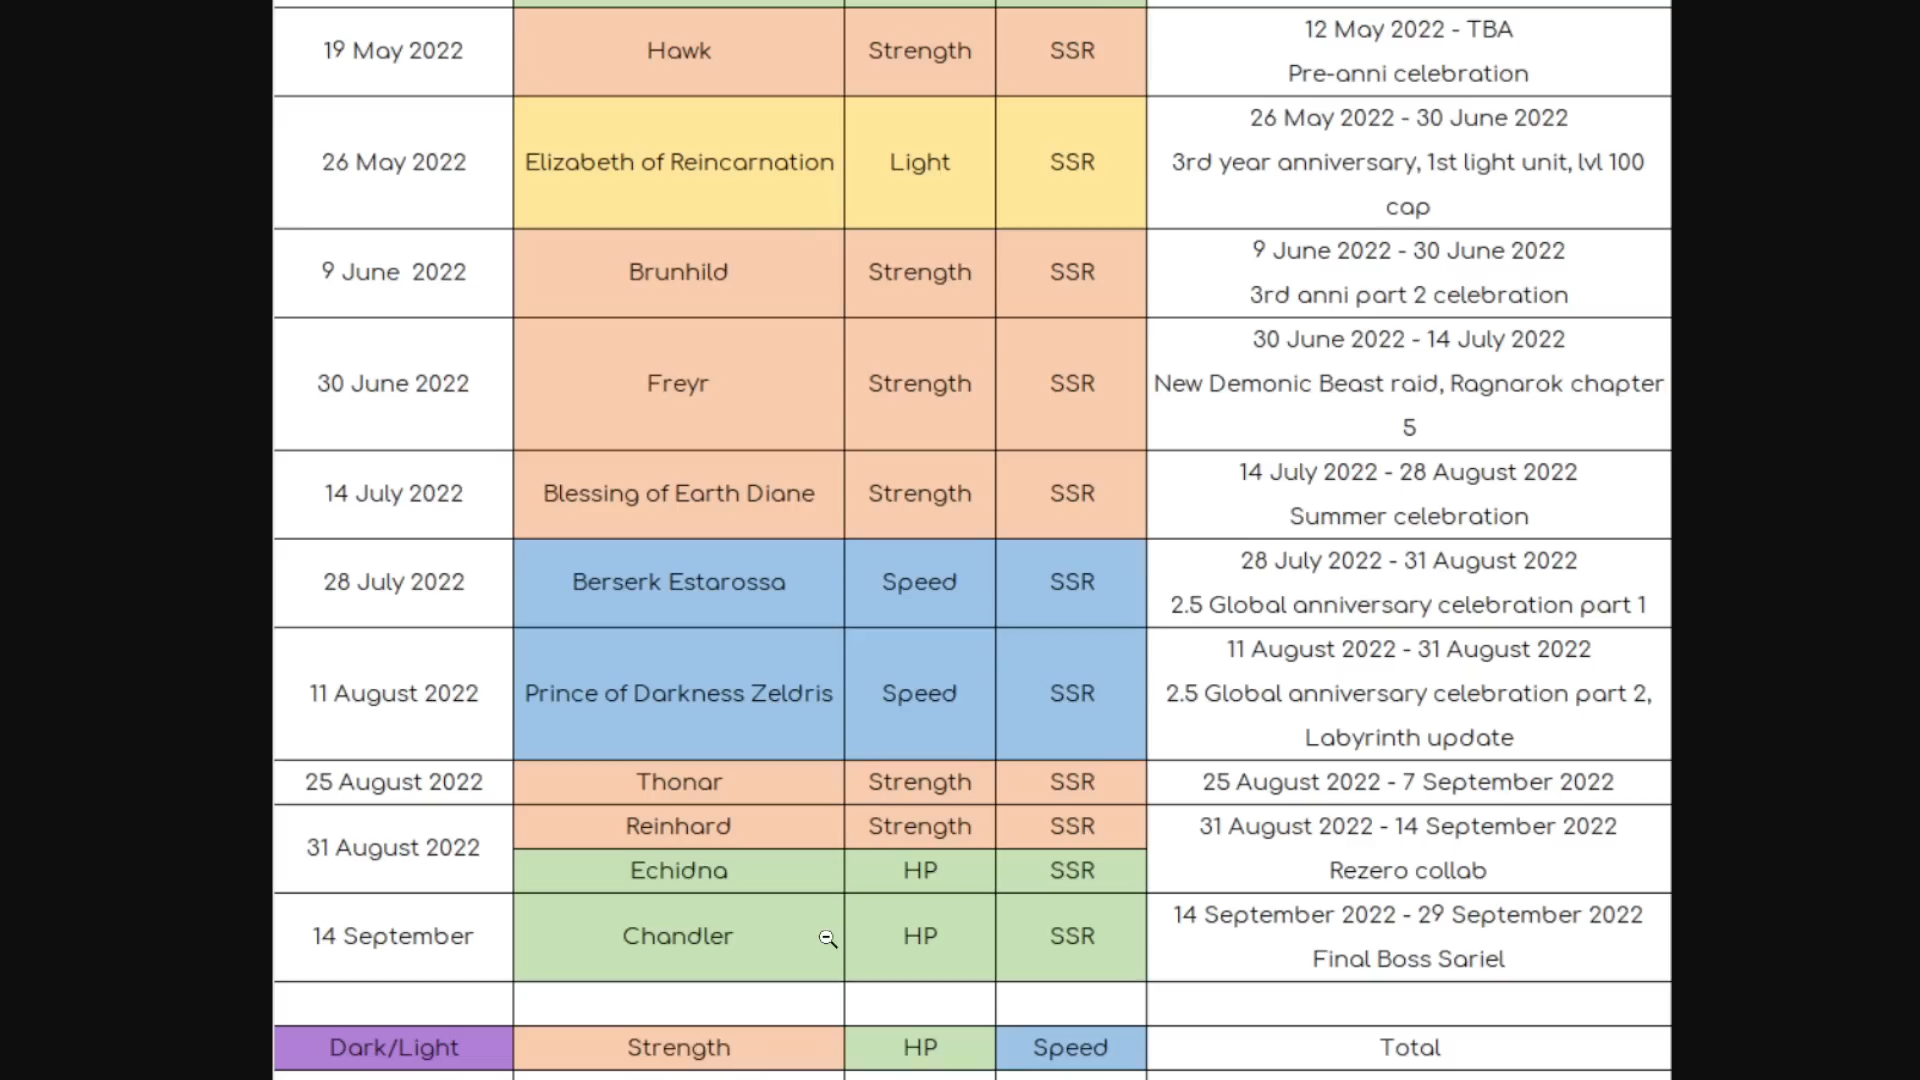 19 May 2022 Hawk Strength SSR 12 May 2022 - TBA
Pre-anni celebration
26 May 2022 Elizabeth of Reincarnation Light SSR 26 May 2022 - 30 June 2022
3rd year anniversary, 1st light unit, lvl 100
cap
9 June 2022 Brunhild Strength SSR 9 June 2022 - 30 June 2022
3rd anni part 2 celebration
30 June 2022 Freyr Strength SSR 30 June 2022 - 14 July 2022
New Demonic Beast raid, Ragnarok chapter
5
14 July 2022 Blessing of Earth Diane Strength SSR 14 July 2022 - 28 August 2022
Summer celebration
28 July 2022 Berserk Estarossa Speed SSR 28 July 2022 - 31 August 2022
2.5 Global anniversary celebration part 1
11 August 2022 Prince of Darkness Zeldris Speed SSR 11 August 2022 - 31 August 2022
2.5 Global anniversary celebration part 2,
Labyrinth update
25 August 2022 Thonar Strength SSR 25 August 2022 - 7 September 2022
31 August 2022 Reinhard Strength SSR 31 August 2022 - 14 September 2022
Echidna HP SSR Rezero collab
14 September Chandler HP SSR 14 September 2022 - 29 September 2022
Final Boss Sariel
Dark/Light Strength HP Speed Total